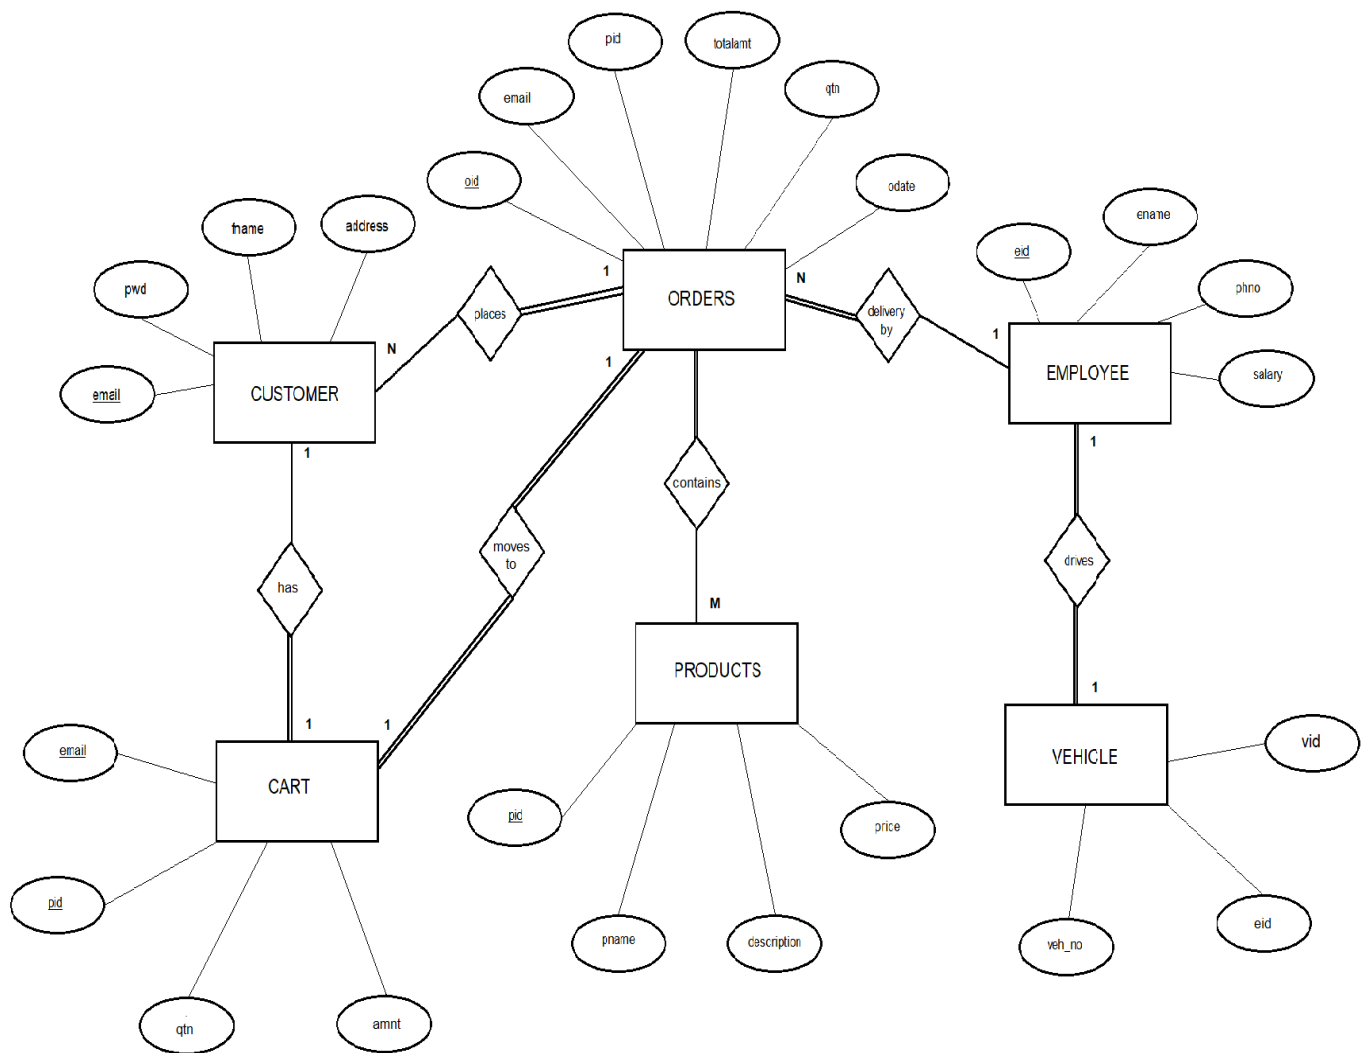 pid
totalamt
qtn
email
oid
odate
ename
fname
address
eid
phno
pwd
1
ORDERS
N
places
delivery
by
1
EMPLOYEE
salary
N
1
email
CUSTOMER
1
1
contains
moves
to
drives
has
M
PRODUCTS
1
1
1
email
CART
VEHICLE
vid
pid
price
pid
pname
description
veh_no
eid
qtn
amnt